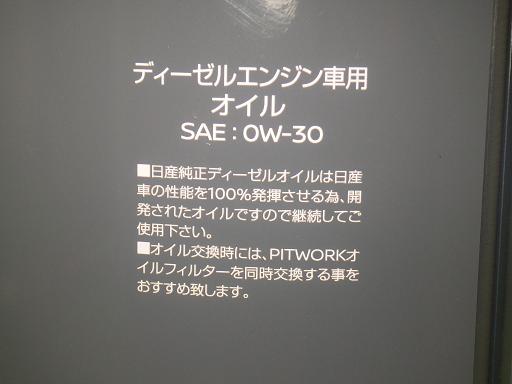 ディーゼルエンジン車用
オイル
SAE：0W-30
■日産純正ディーゼルオイルは日産
車の性能を100%発揮させる為、開
発されたオイルですので継続してご
使用下さい。
■オイル交換時には、PITWORKオ
イルフィルターを同時交換する事を
おすすめ致します。